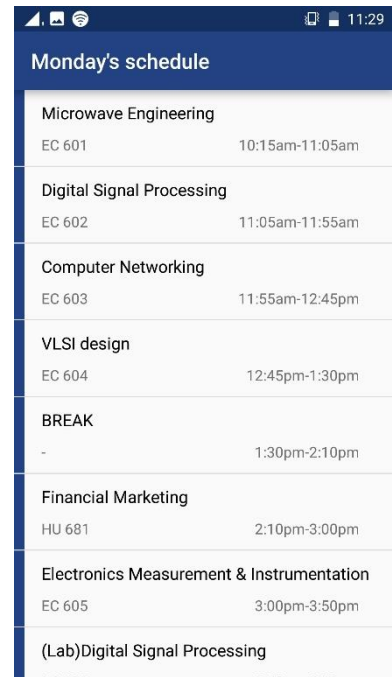 11:29
Monday's schedule
Microwave Engineering
EC 601 10:15am-11:05am
Digital Signal Processing
EC 602 11:05am-11:55am
Computer Networking
EC 603 11:55am-12:45pm
VLSI design
EC 604 12:45pm-1:30pm
BREAK
- 1:30pm-2:10pm
Financial Marketing
HU 681 2:10pm-3:00pm
Electronics Measurement & Instrumentation
EC 605 3:00pm-3:50pm
(Lab)Digital Signal Processing